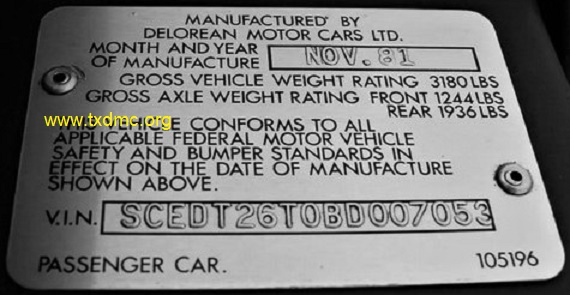 MANUFACTURED BY
DELOREAN MOTOR CARS LTD.
MONTH AND YEAR
OF MANUFACTURE NOV.81
GROSS VEHICLE WEIGHT RATING 3180 LBS
GROSS AXLE WEIGHT RATING FRONT 1244 LBS
REAR 1936 LBS
www.txdmc.org
THIS VEHICLE CONFORMS TO ALL
APPLICABLE FEDERAL MOTOR VEHICLE
SAFETY AND BUMPER STANDARDS IN
EFFECT ON THE DATE OF MANUFACTURE
SHOWN ABOVE.
V.I.N. SCEDT26T0BD007053
PASSENGER CAR. 105196